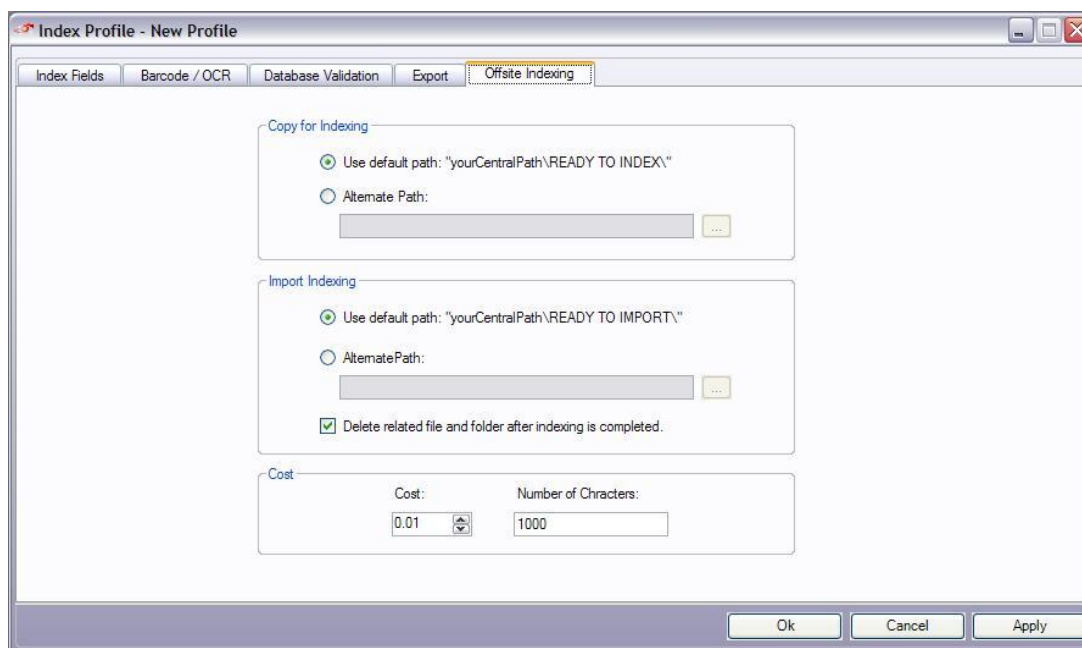 Index Profile - New Profile
Index Fields Barcode / OCR Database Validation Export Offsite Indexing
Copy for Indexing
Use default path: "yourCentralPath\READY TO INDEX\"
Alternate Path:
...
Import Indexing
Use default path: "yourCentralPath\READY TO IMPORT\"
AlternatePath:
...
Delete related file and folder after indexing is completed.
Cost
Cost: Number of Chracters:
0.01 1000
Ok Cancel Apply